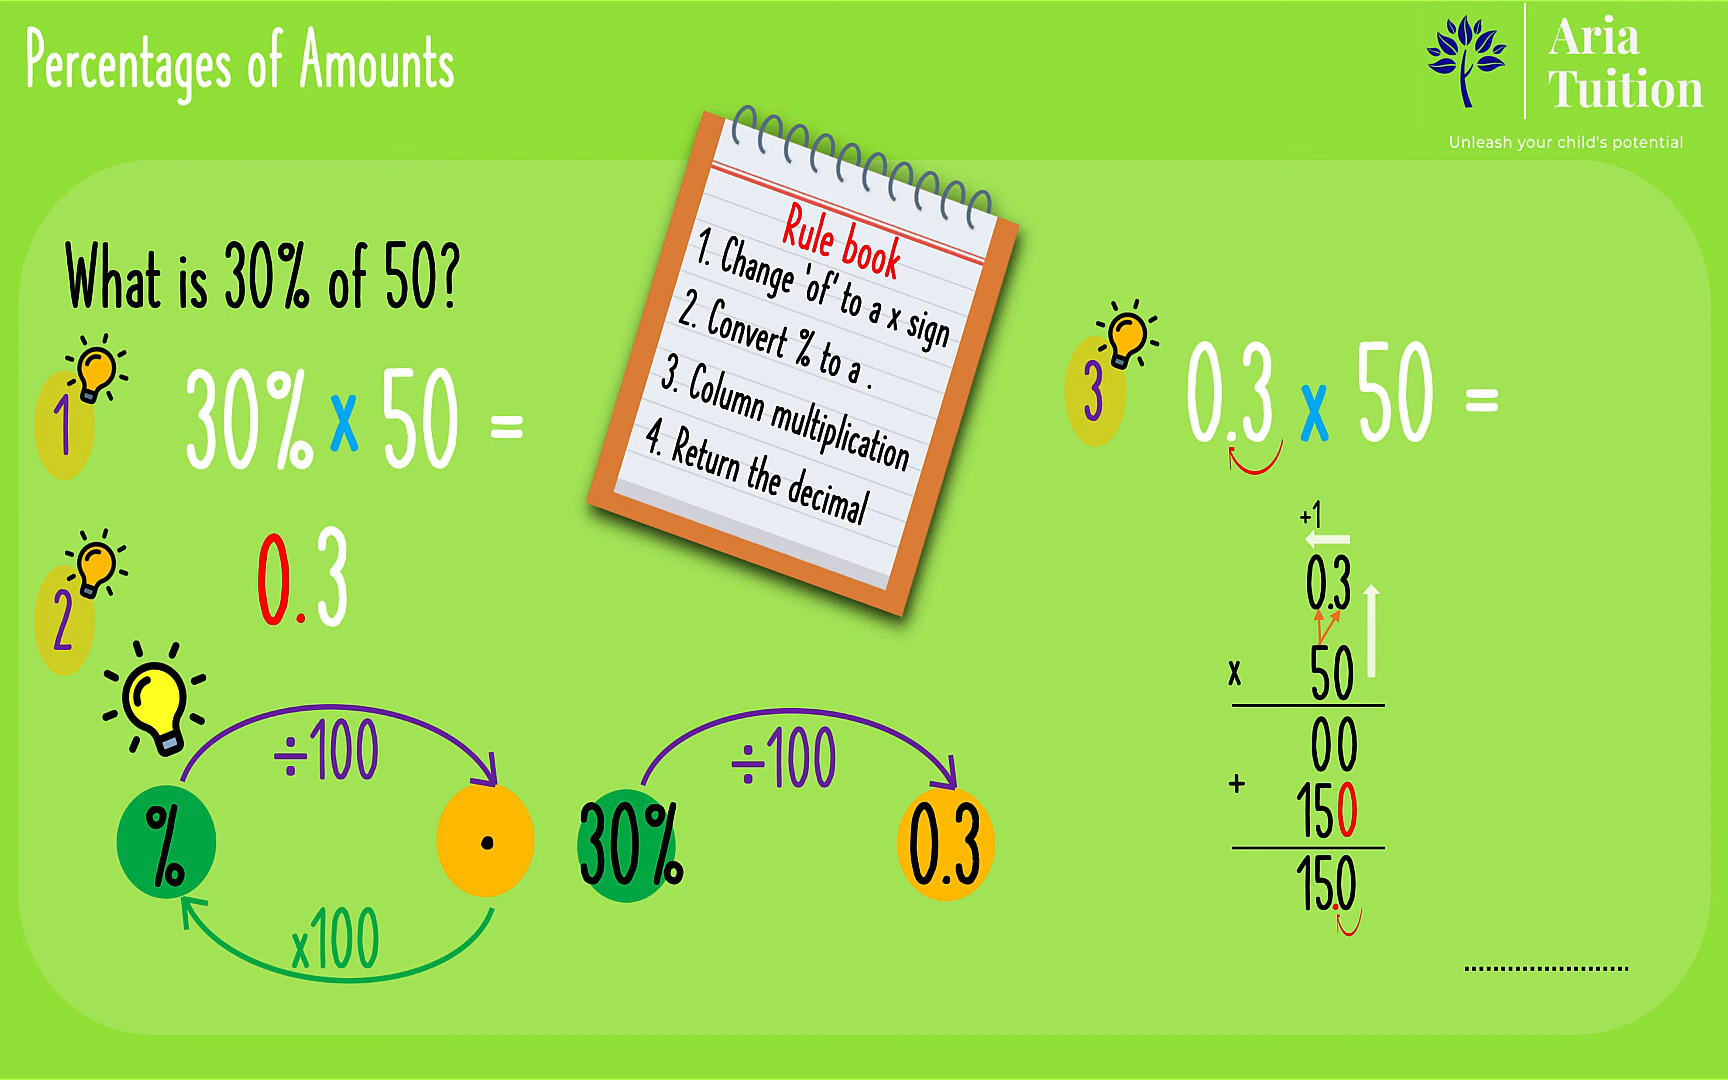 Percentages of Amounts
Aria
Tuition
Unleash your child's potential
What is 30% of 50?
1
30% x 50 =
2
0.3
÷100
%
.
x100
÷100
30%
0.3
Rule book
1. Change 'of' to a x sign
2. Convert % to a .
3. Column multiplication
4. Return the decimal
3
0.3 x 50 =
+1
0.3
x 50
00
+ 150
15.0